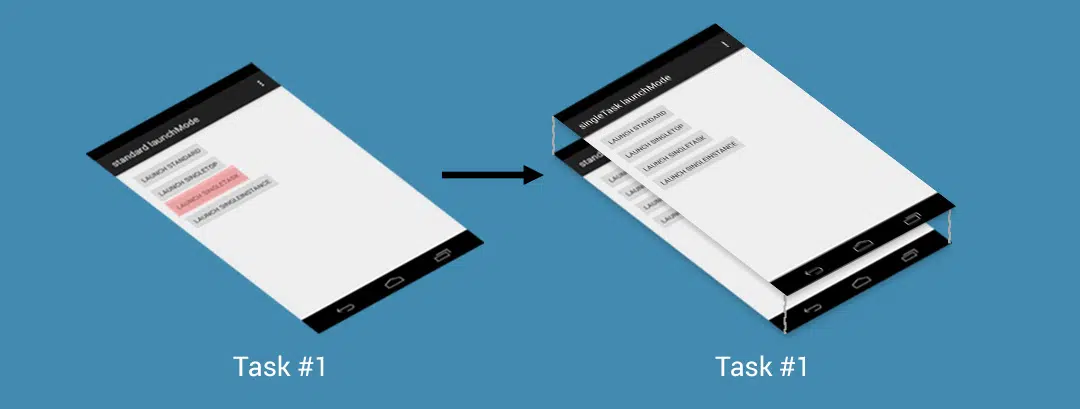 standard launchMode
LAUNCH STANDARD
LAUNCH SINGLETOP
LAUNCH SINGLETASK
LAUNCH SINGLEINSTANCE
Task #1
singleTask launchMode
LAUNCH STANDARD
LAUNCH SINGLETOP
LAUNCH SINGLETASK
LAUNCH SINGLEINSTANCE
Task #1